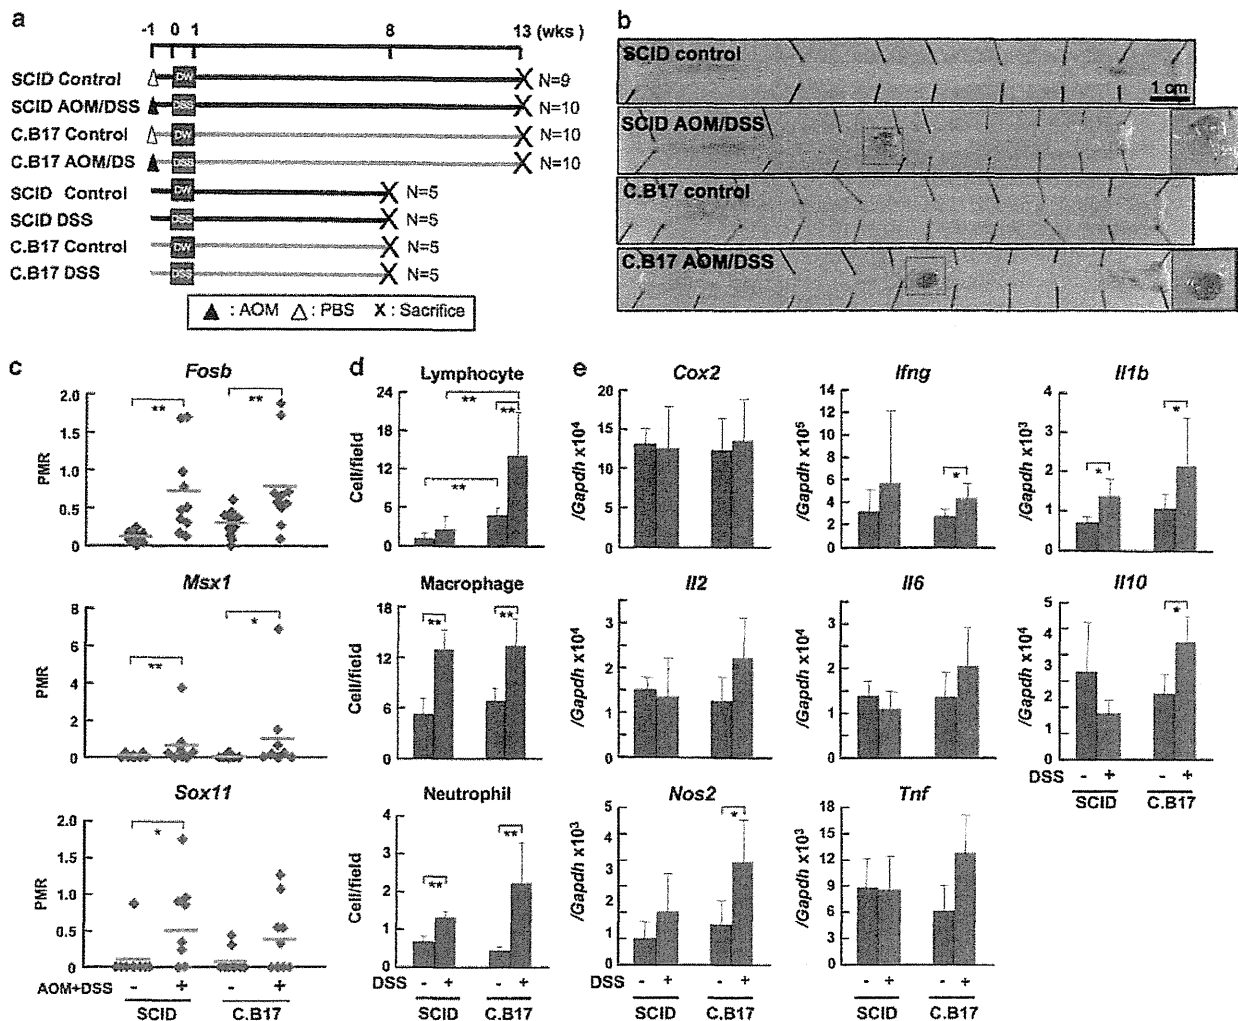 a
-1 0 1 8 13 (wks )
SCID Control DW N=9
SCID AOM/DSS DSS N=10
C.B17 Control DW N=10
C.B17 AOM/DS DSS N=10
SCID Control DW N=5
SCID DSS DSS N=5
C.B17 Control DW N=5
C.B17 DSS DSS N=5
▲ : AOM △ : PBS X : Sacrifice
b
SCID control
1 cm
SCID AOM/DSS
C.B17 control
C.B17 AOM/DSS
c
Fosb
PMR
2.0
1.5
1.0
0.5
0
** **
Msx1
PMR
8
6
4
2
0
** *
Sox11
PMR
2.0
1.5
1.0
0.5
0
*
AOM+DSS - + - +
SCID C.B17
d
Lymphocyte
Cell/field
24
18
12
6
0
** ** **
Macrophage
Cell/field
18
12
6
0
** **
Neutrophil
Cell/field
4
2
0
** **
DSS - + - +
SCID C.B17
e
Cox2
/Gapdh x10⁴
20
15
10
5
0
Ifng
/Gapdh x10⁵
14
12
10
8
6
4
2
0
*
Il1b
/Gapdh x10³
4
3
2
1
0
* *
Il2
/Gapdh x10⁴
3
2
1
0
Il6
/Gapdh x10⁴
3
2
1
0
Il10
/Gapdh x10⁴
5
4
3
2
1
0
*
DSS - + - +
SCID C.B17
Nos2
/Gapdh x10³
5
4
3
2
1
0
*
DSS - + - +
SCID C.B17
Tnf
/Gapdh x10³
18
15
12
9
6
3
0
- + - +
SCID C.B17